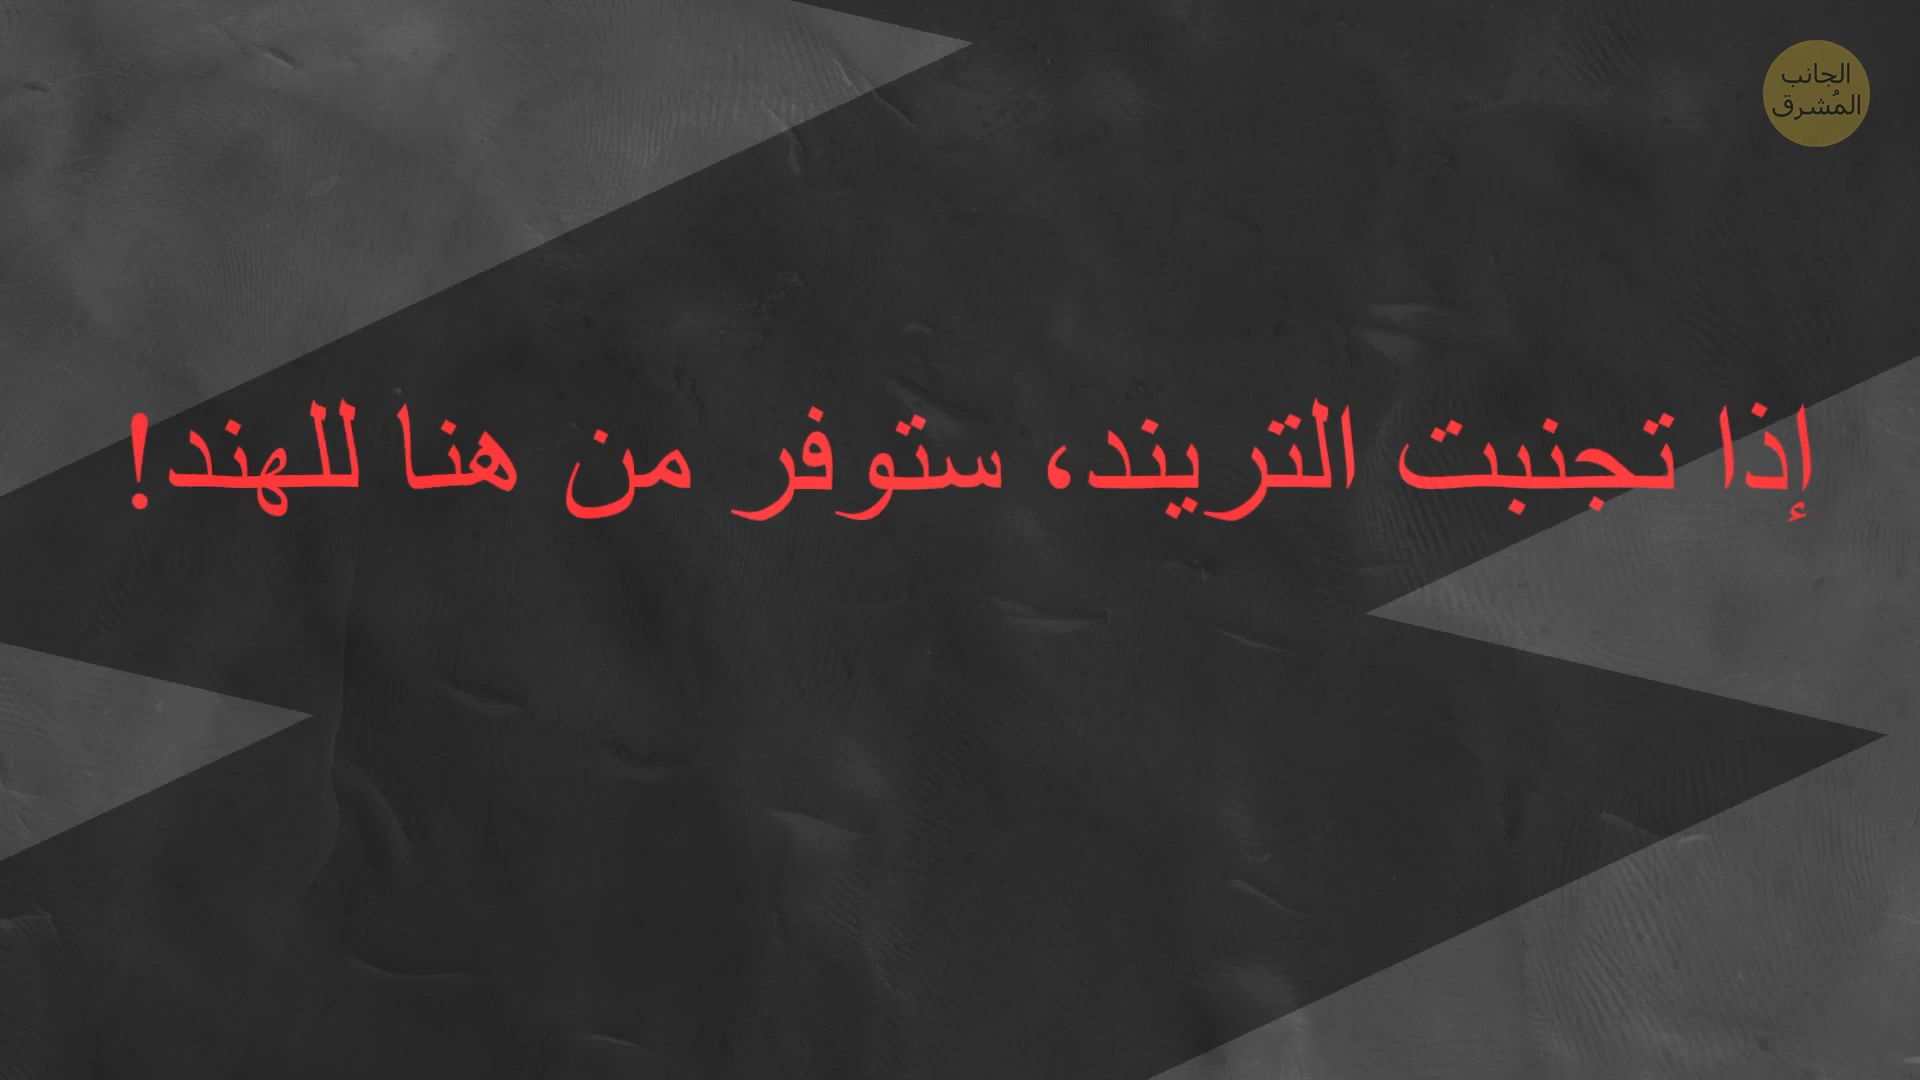 الجانب
المُشرق
إذا تجنبت التريند، ستوفر من هنا للهند!